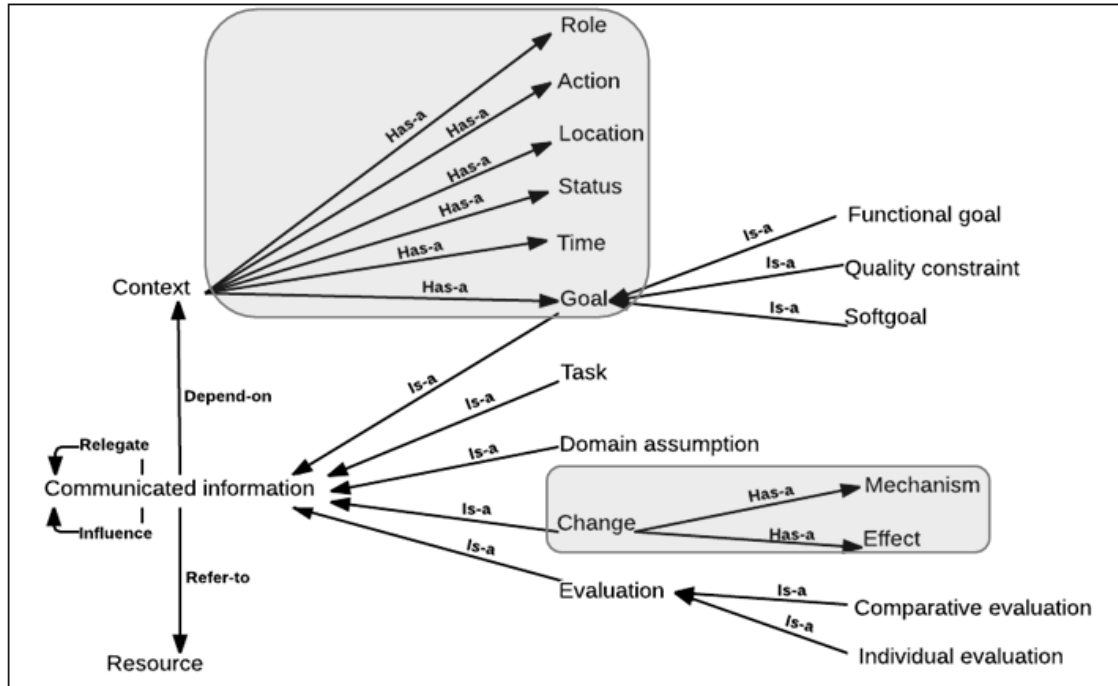 Role
Has-a
Action
Has-a
Location
Has-a
Status
Has-a
Functional goal
Is-a
Time
Has-a
Quality constraint
Is-a
Context
Has-a
Goal
Is-a
Softgoal
Is-a
Task
Is-a
Depend-on
Relegate
Is-a
Domain assumption
Communicated information
Has-a
Mechanism
Is-a
Change
Influence
Has-a
Effect
Is-a
Refer-to
Evaluation
Is-a
Comparative evaluation
Is-a
Individual evaluation
Resource